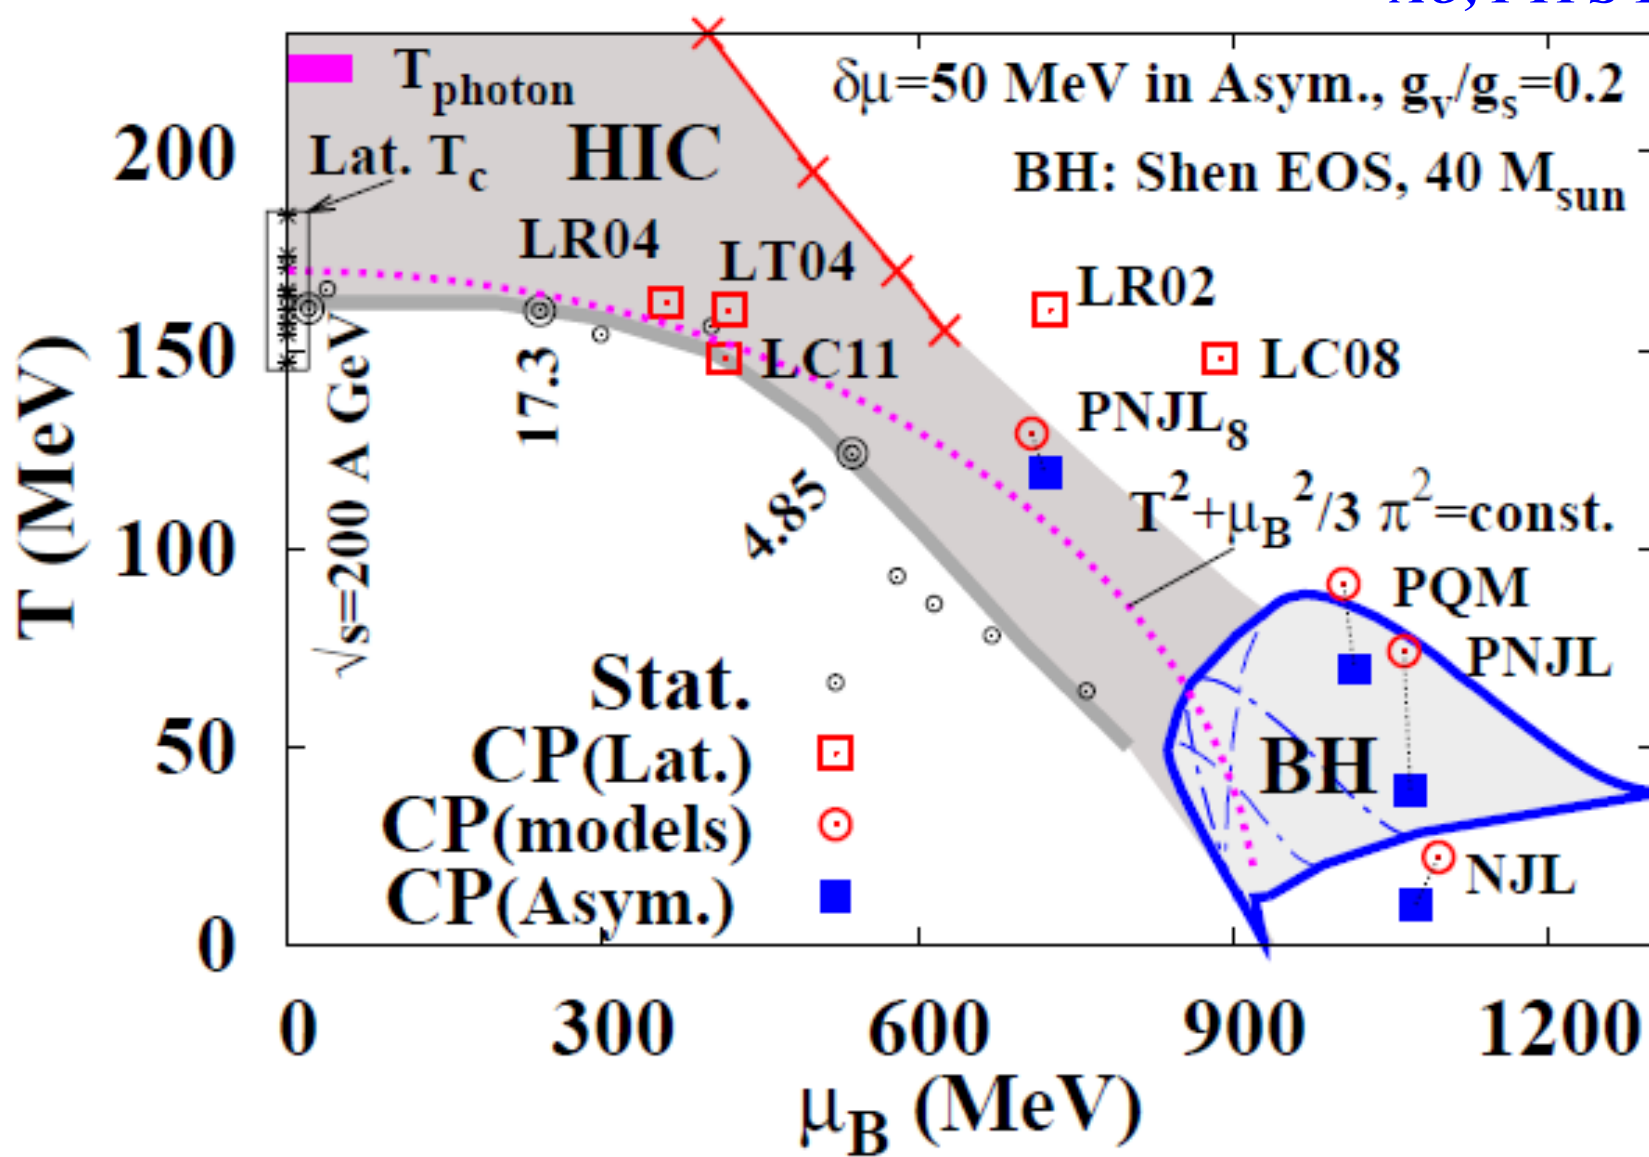 T_photon
δμ=50 MeV in Asym., g_v/g_s=0.2
HIC
Lat. T_c
BH: Shen EOS, 40 M_sun
LR04
LT04
LR02
LC11
LC08
PNJL_8
√s=200 A GeV
17.3
4.85
T^2+μ_B^2/3 π^2=const.
PQM
PNJL
BH
NJL
Stat.
CP(Lat.)
CP(models)
CP(Asym.)
T (MeV)
200
150
100
50
0
0 300 600 900 1200
μ_B (MeV)